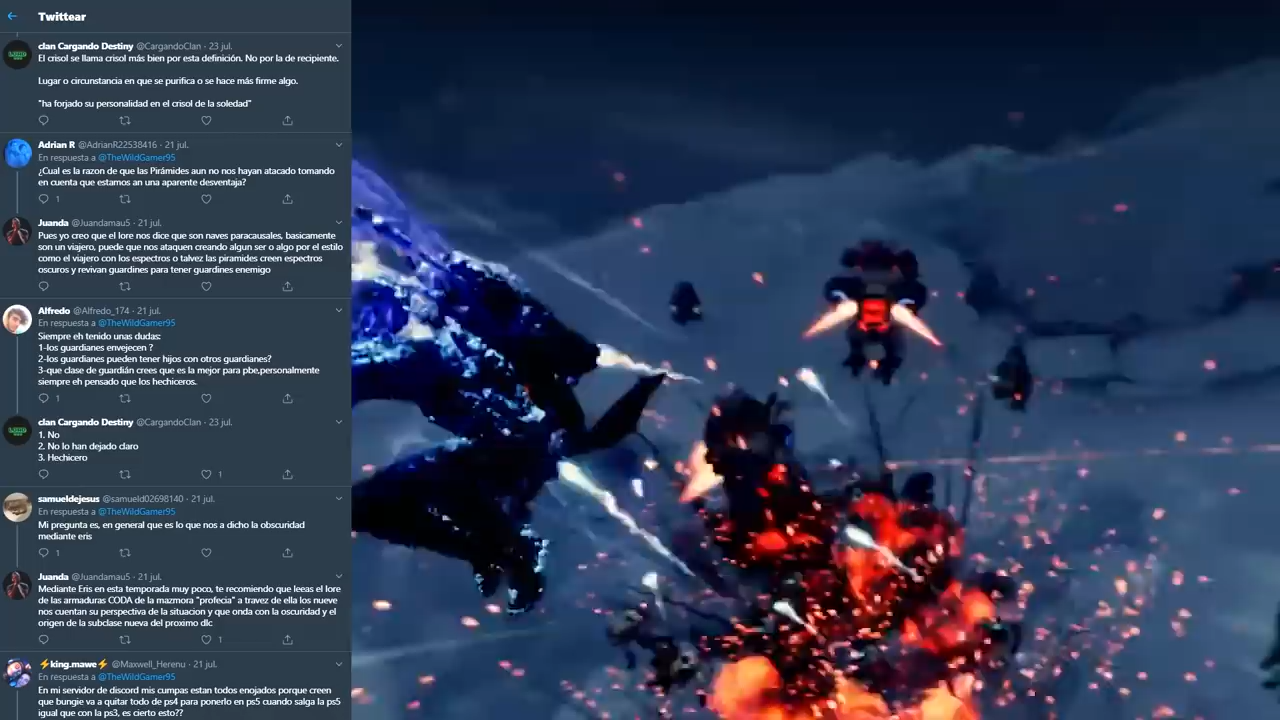 Twittear
clan Cargando Destiny @CargandoClan · 23 jul.
El crisol se llama crisol más bien por esta definición. No por la de recipiente.
Lugar o circunstancia en que se purifica o se hace más firme algo.
"ha forjado su personalidad en el crisol de la soledad"
Adrian R @AdrianR22538416 · 21 jul.
En respuesta a @TheWildGamer95
¿Cual es la razon de que las Pirámides aun no nos hayan atacado tomando
en cuenta que estamos an una aparente desventaja?
1
Juanda @Juandamau5 · 21 jul.
Pues yo creo que el lore nos dice que son naves paracausales, basicamente
son un viajero, puede que nos ataquen creando algun ser o algo por el estilo
como el viajero con los espectros o talvez las piramides creen espectros
oscuros y revivan guardines para tener guardines enemigo
Alfredo @Alfredo_174 · 21 jul.
En respuesta a @TheWildGamer95
Siempre eh tenido unas dudas:
1-los guardianes envejecen ?
2-los guardianes pueden tener hijos con otros guardianes?
3-que clase de guardián crees que es la mejor para pbe,personalmente
siempre eh pensado que los hechiceros.
1
clan Cargando Destiny @CargandoClan · 23 jul.
1. No
2. No lo han dejado claro
3. Hechicero
1
samueldejesus @samueld02698140 · 21 jul.
En respuesta a @TheWildGamer95
Mi pregunta es, en general que es lo que nos a dicho la obscuridad
mediante eris
1
Juanda @Juandamau5 · 21 jul.
Mediante Eris en esta temporada muy poco, te recomiendo que leeas el lore
de las armaduras CODA de la mazmora "profecia" a travez de ella los nueve
nos cuentan su perspectiva de la situacion y que onda con la oscuridad y el
origen de la subclase nueva del proximo dlc
1
⚡king.mawe⚡ @Maxwell_Herenu · 21 jul.
En respuesta a @TheWildGamer95
En mi servidor de discord mis cumpas estan todos enojados porque creen
que bungie va a quitar todo de ps4 para ponerlo en ps5 cuando salga la ps5
igual que con la ps3, es cierto esto??